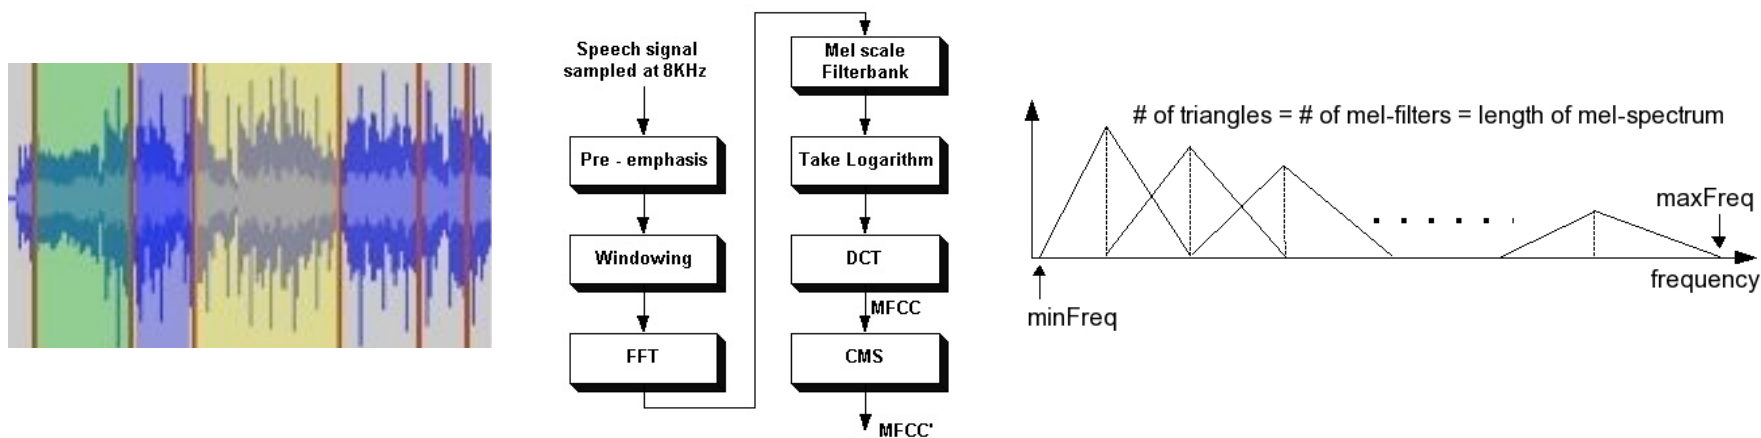 Speech signal
sampled at 8KHz
Pre - emphasis
Windowing
FFT
Mel scale
Filterbank
Take Logarithm
DCT
MFCC
CMS
MFCC'
# of triangles = # of mel-filters = length of mel-spectrum
maxFreq
frequency
minFreq